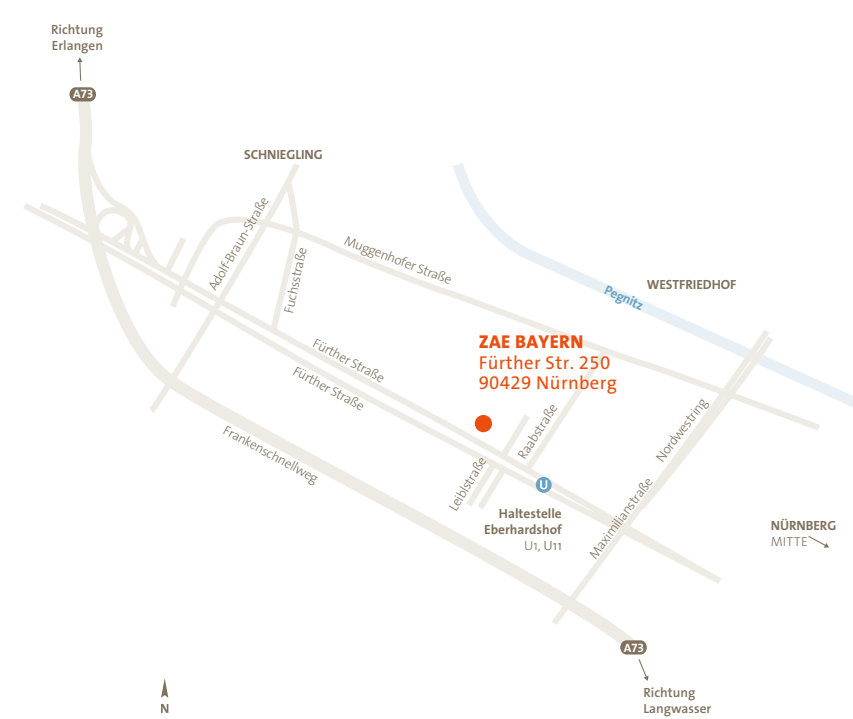 Richtung
Erlangen
A73
SCHNIEGLING
Adolf-Braun-Straße
Fuchsstraße
Muggenhofer Straße
Pegnitz
WESTFRIEDHOF
ZAE BAYERN
Fürther Str. 250
90429 Nürnberg
Fürther Straße
Fürther Straße
Frankenschnellweg
Raabstraße
Leiblstraße
Nordwestring
Maximilianstraße
U
Haltestelle
Eberhardshof
U1, U11
NÜRNBERG
MITTE
A73
Richtung
Langwasser
N